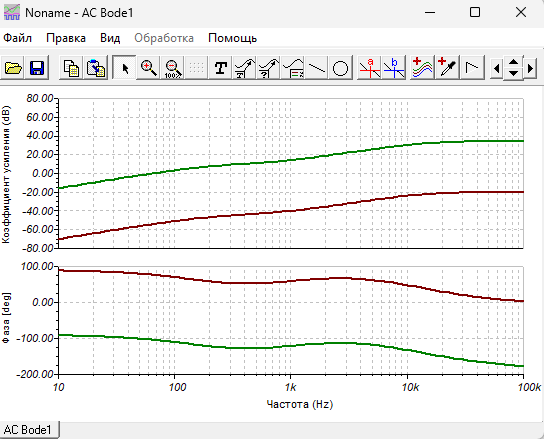 Noname - AC Bode1
Файл Правка Вид Обработка Помощь
100% T ? =Z a b
80.00
60.00
40.00
20.00
0.00
-20.00
-40.00
-60.00
-80.00
Коэффициент усиления (dB)
100.00
0.00
-100.00
-200.00
Фаза [deg]
10 100 1k 10k 100k
Частота (Hz)
AC Bode1